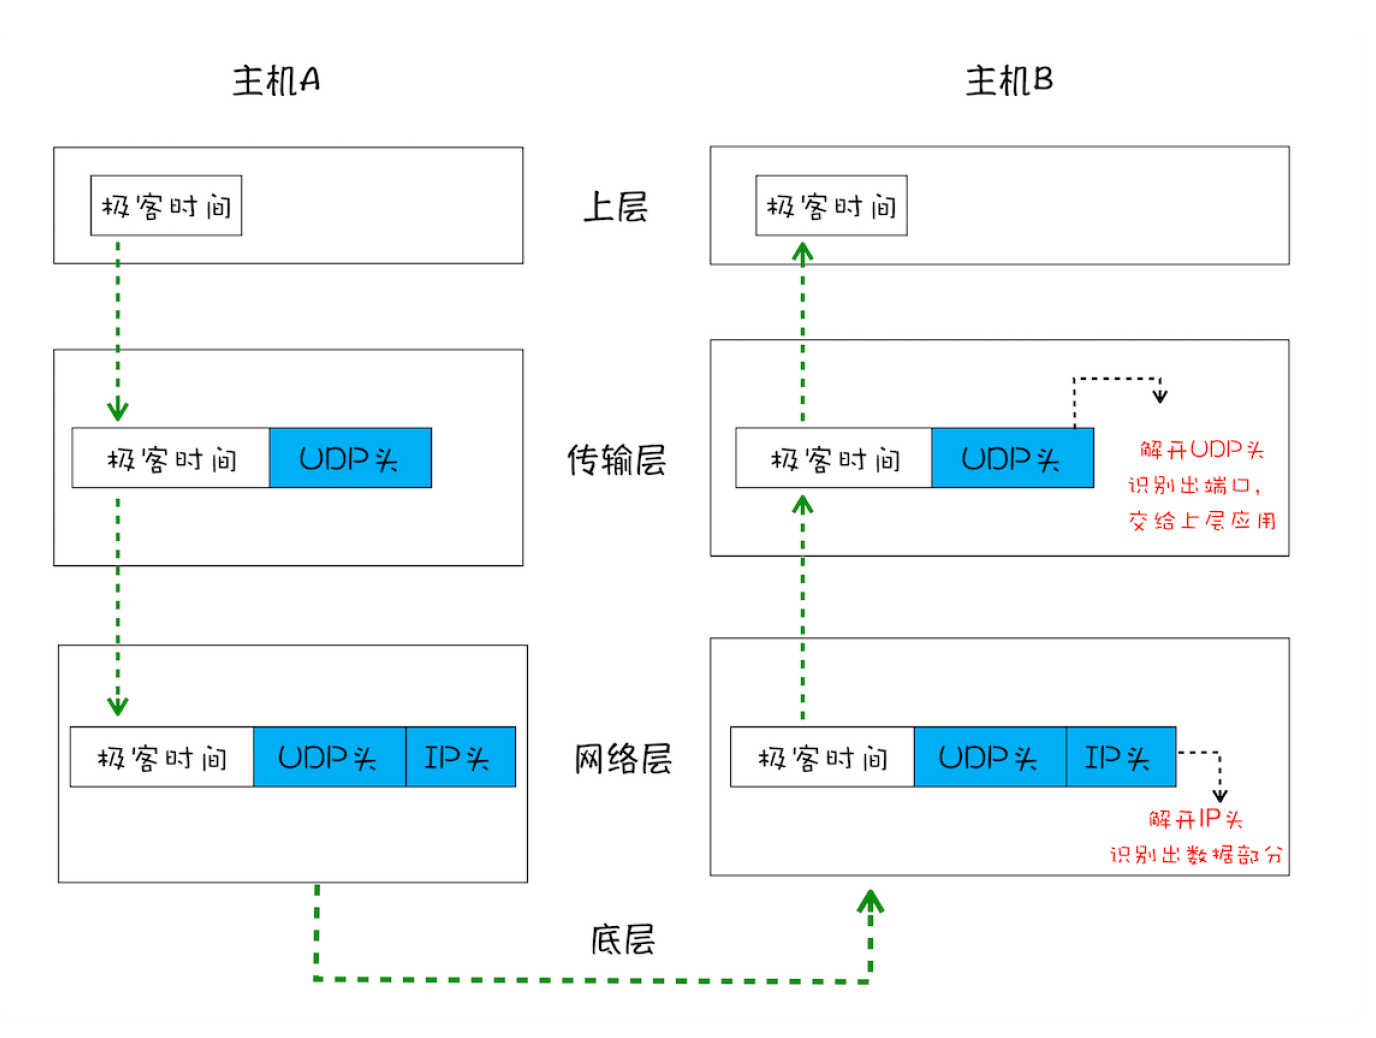 主机A
主机B
极客时间
上层
极客时间
极客时间
UDP头
传输层
极客时间
UDP头
解开UDP头
识别出端口,
交给上层应用
极客时间
UDP头
IP头
网络层
极客时间
UDP头
IP头
解开IP头
识别出数据部分
底层